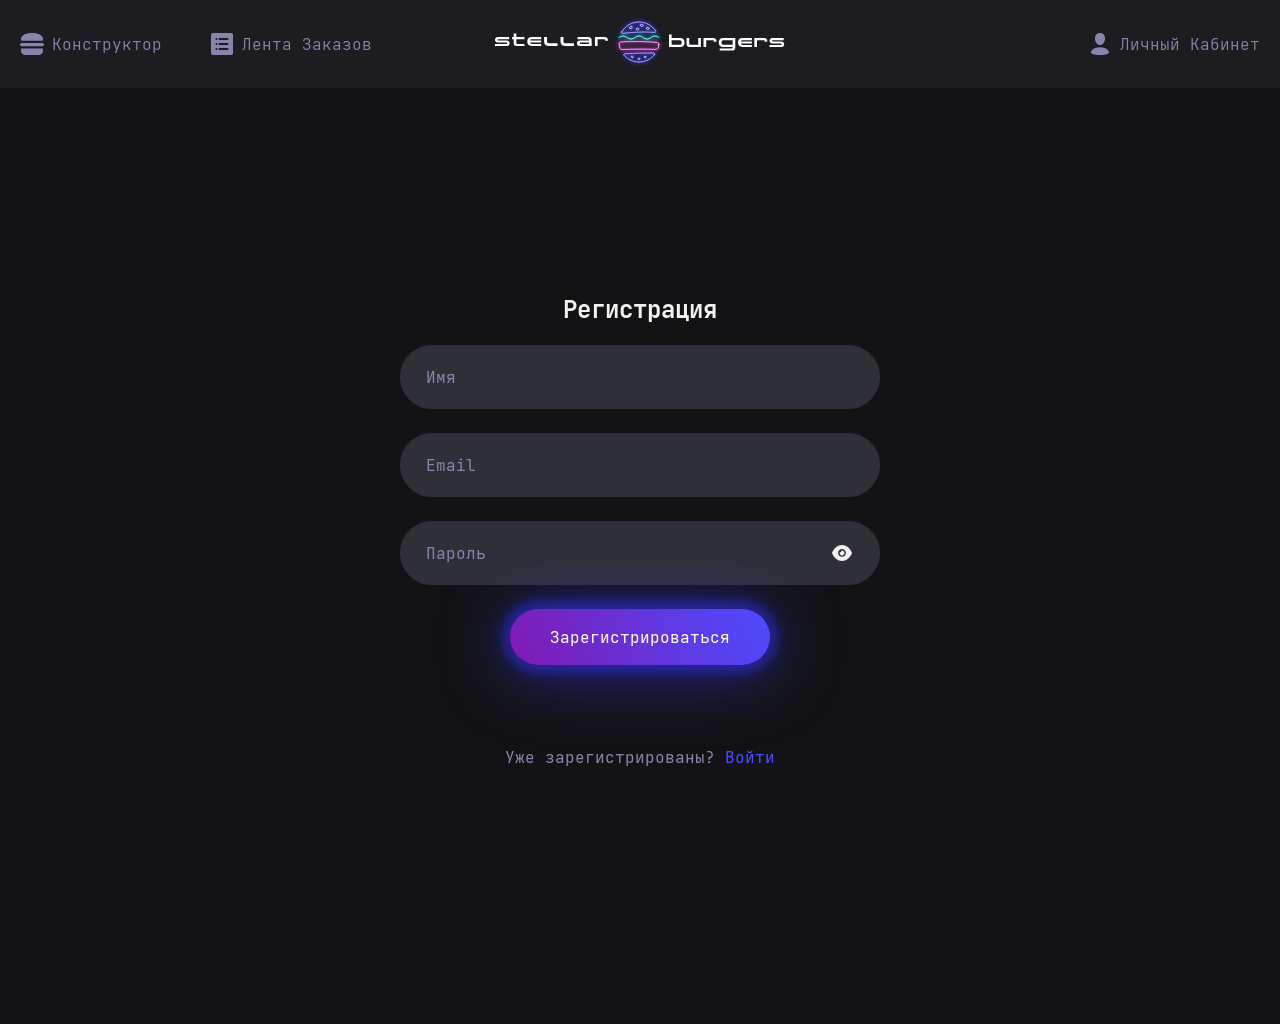 Конструктор
Лента Заказов
stellar burgers
Личный Кабинет
Регистрация
Имя
Email
Пароль
Зарегистрироваться
Уже зарегистрированы? Войти